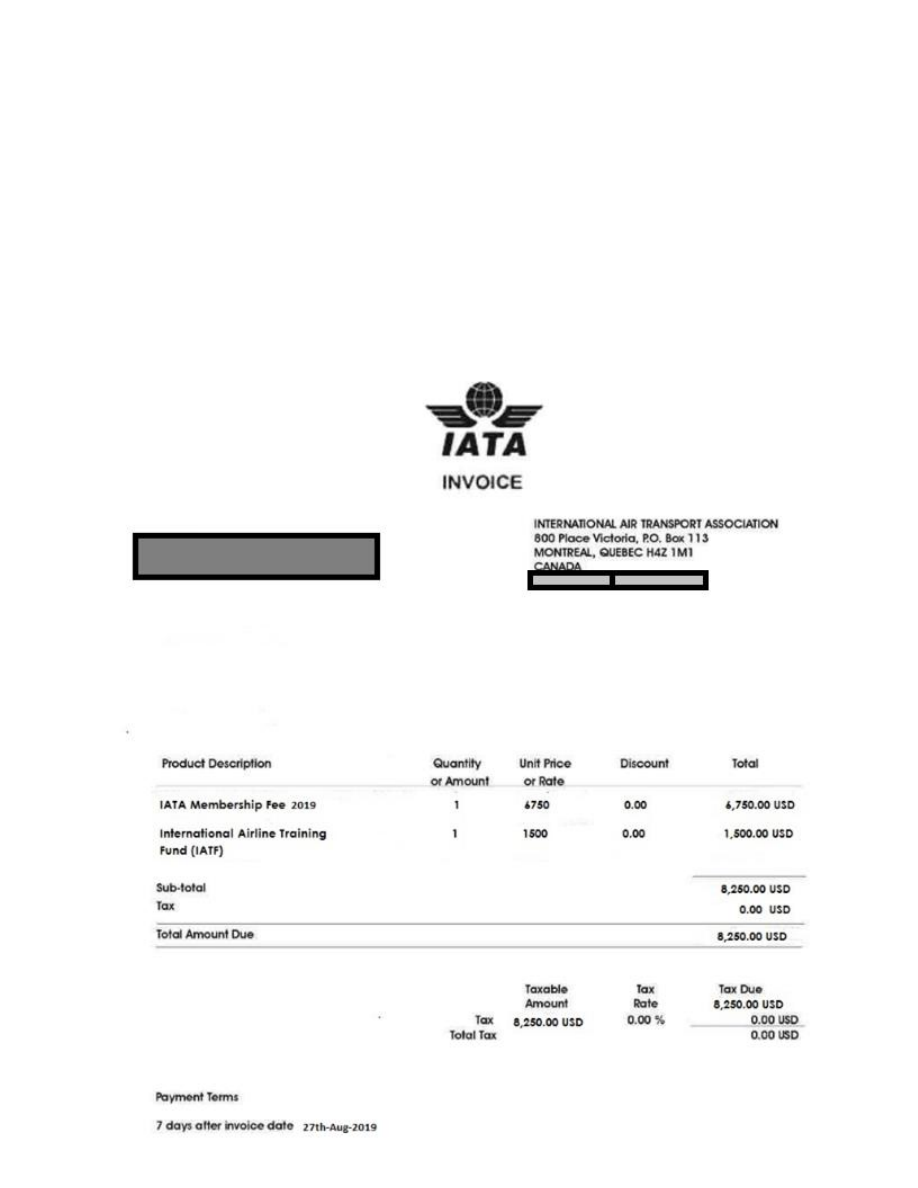 IATA
INVOICE
INTERNATIONAL AIR TRANSPORT ASSOCIATION
800 Place Victoria, P.O. Box 113
MONTREAL, QUEBEC H4Z 1M1
CANADA
Product Description Quantity or Amount Unit Price or Rate Discount Total
IATA Membership Fee 2019 1 6750 0.00 6,750.00 USD
International Airline Training 1 1500 0.00 1,500.00 USD
Fund (IATF)
Sub-total 8,250.00 USD
Tax 0.00 USD
Total Amount Due 8,250.00 USD
Taxable Tax Tax Due
Amount Rate 8,250.00 USD
Tax 8,250.00 USD 0.00 % 0.00 USD
Total Tax 0.00 USD
Payment Terms
7 days after invoice date 27th-Aug-2019